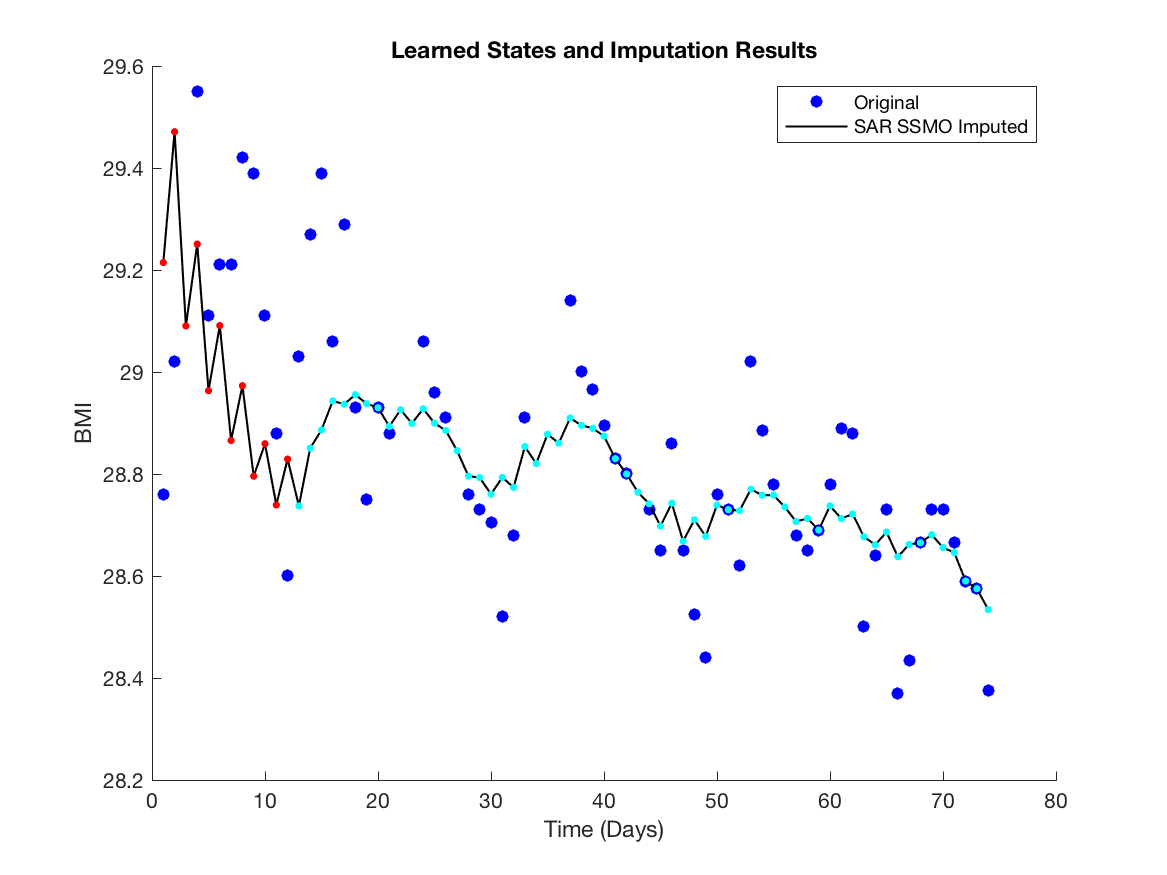 Learned States and Imputation Results
Original
SAR SSMO Imputed
BMI
29.6
29.4
29.2
29
28.8
28.6
28.4
28.2
0 10 20 30 40 50 60 70 80
Time (Days)